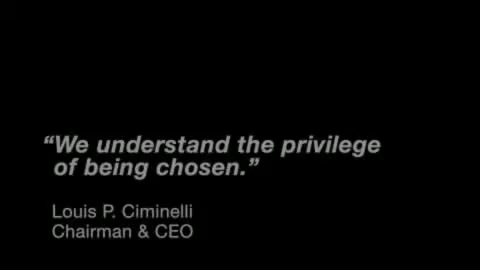 “We understand the privilege
of being chosen.”
Louis P. Ciminelli
Chairman & CEO